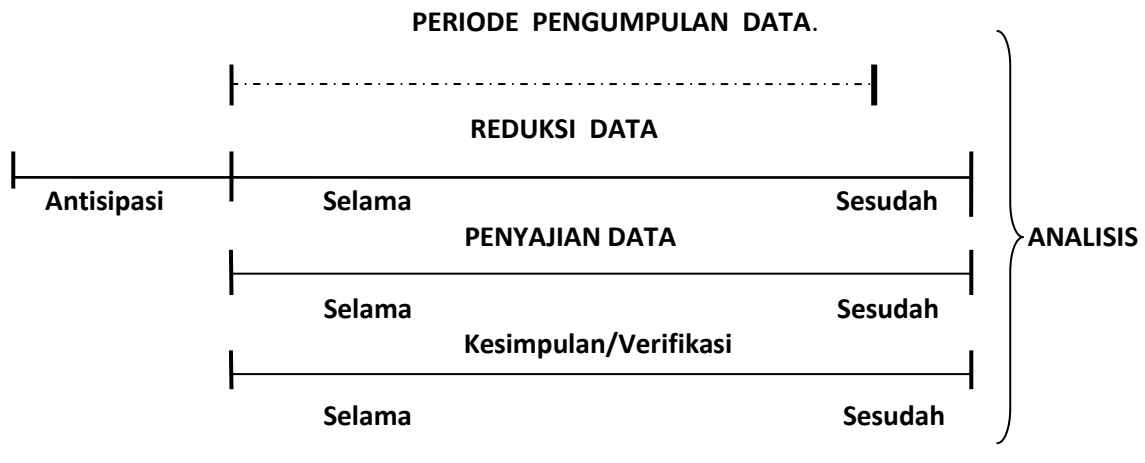 PERIODE PENGUMPULAN DATA.
REDUKSI DATA
Antisipasi Selama Sesudah
PENYAJIAN DATA
ANALISIS
Selama Sesudah
Kesimpulan/Verifikasi
Selama Sesudah